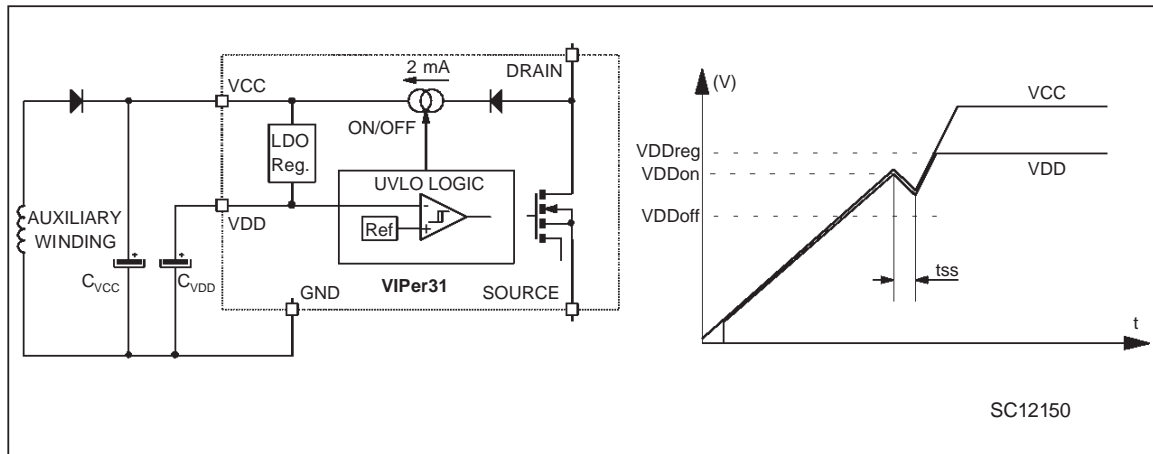 2 mA
DRAIN
VCC
ON/OFF
LDO
Reg.
UVLO LOGIC
-
Ref
+
VDD
AUXILIARY
WINDING
+
CVCC
+
CVDD
VIPer31
GND
SOURCE
(V)
VCC
VDDreg
VDDon
VDD
VDDoff
tss
t
SC12150